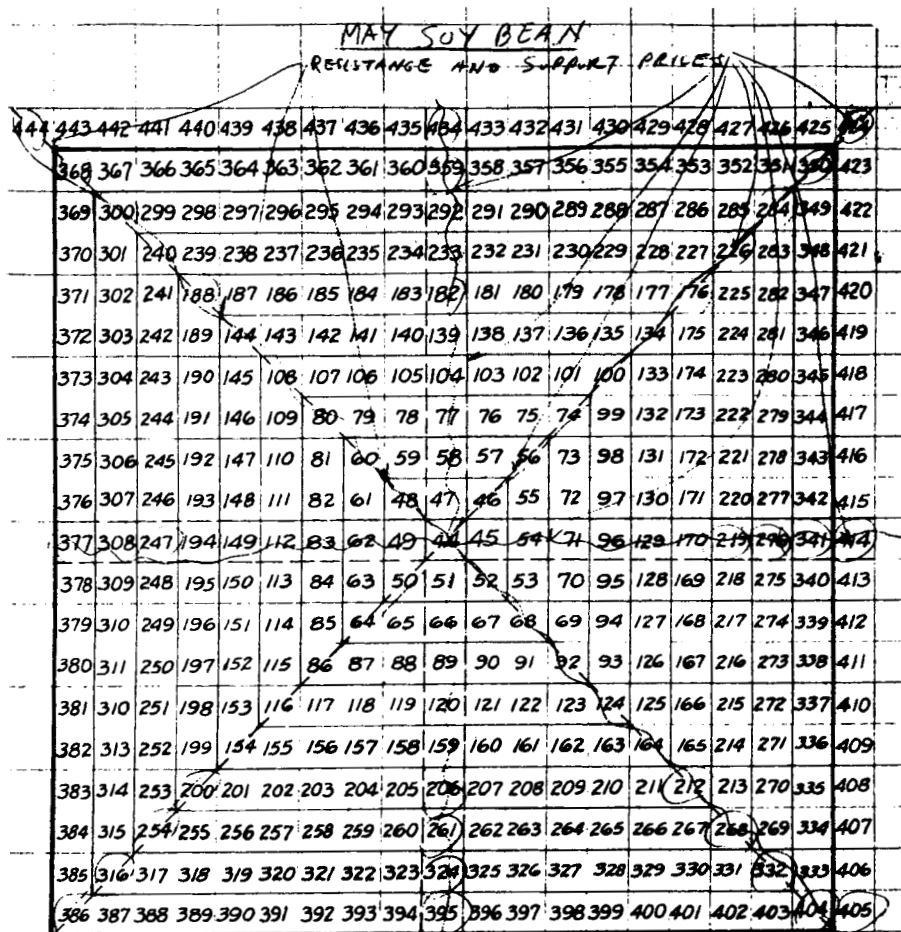 MAY SOY BEAN
RESISTANCE AND SUPPORT PRICES
444 443 442 441 440 439 438 437 436 435 434 433 432 431 430 429 428 427 426 425 424
368 367 366 365 364 363 362 361 360 359 358 357 356 355 354 353 352 351 350 423
369 300 299 298 297 296 295 294 293 292 291 290 289 288 287 286 285 284 349 422
370 301 240 239 238 237 236 235 234 233 232 231 230 229 228 227 226 283 348 421
371 302 241 188 187 186 185 184 183 182 181 180 179 178 177 176 225 282 347 420
372 303 242 189 144 143 142 141 140 139 138 137 136 135 134 175 224 281 346 419
373 304 243 190 145 108 107 106 105 104 103 102 101 100 133 174 223 280 345 418
374 305 244 191 146 109 80 79 78 77 76 75 74 99 132 173 222 279 344 417
375 306 245 192 147 110 81 60 59 58 57 56 73 98 131 172 221 278 343 416
376 307 246 193 148 111 82 61 48 47 46 55 72 97 130 171 220 277 342 415
377 308 247 194 149 112 83 62 49 44 45 54 71 96 129 170 219 276 341 414
378 309 248 195 150 113 84 63 50 51 52 53 70 95 128 169 218 275 340 413
379 310 249 196 151 114 85 64 65 66 67 68 69 94 127 168 217 274 339 412
380 311 250 197 152 115 86 87 88 89 90 91 92 93 126 167 216 273 338 411
381 310 251 198 153 116 117 118 119 120 121 122 123 124 125 166 215 272 337 410
382 313 252 199 154 155 156 157 158 159 160 161 162 163 164 165 214 271 336 409
383 314 253 200 201 202 203 204 205 206 207 208 209 210 211 212 213 270 335 408
384 315 254 255 256 257 258 259 260 261 262 263 264 265 266 267 268 269 334 407
385 316 317 318 319 320 321 322 323 324 325 326 327 328 329 330 331 332 333 406
386 387 388 389 390 391 392 393 394 395 396 397 398 399 400 401 402 403 404 405